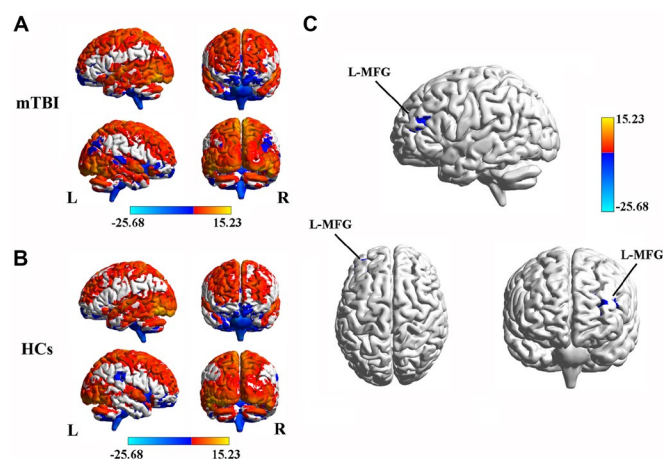 A
mTBI
L
R
-25.68
15.23
B
HCs
L
R
-25.68
15.23
C
L-MFG
15.23
-25.68
L-MFG
L-MFG